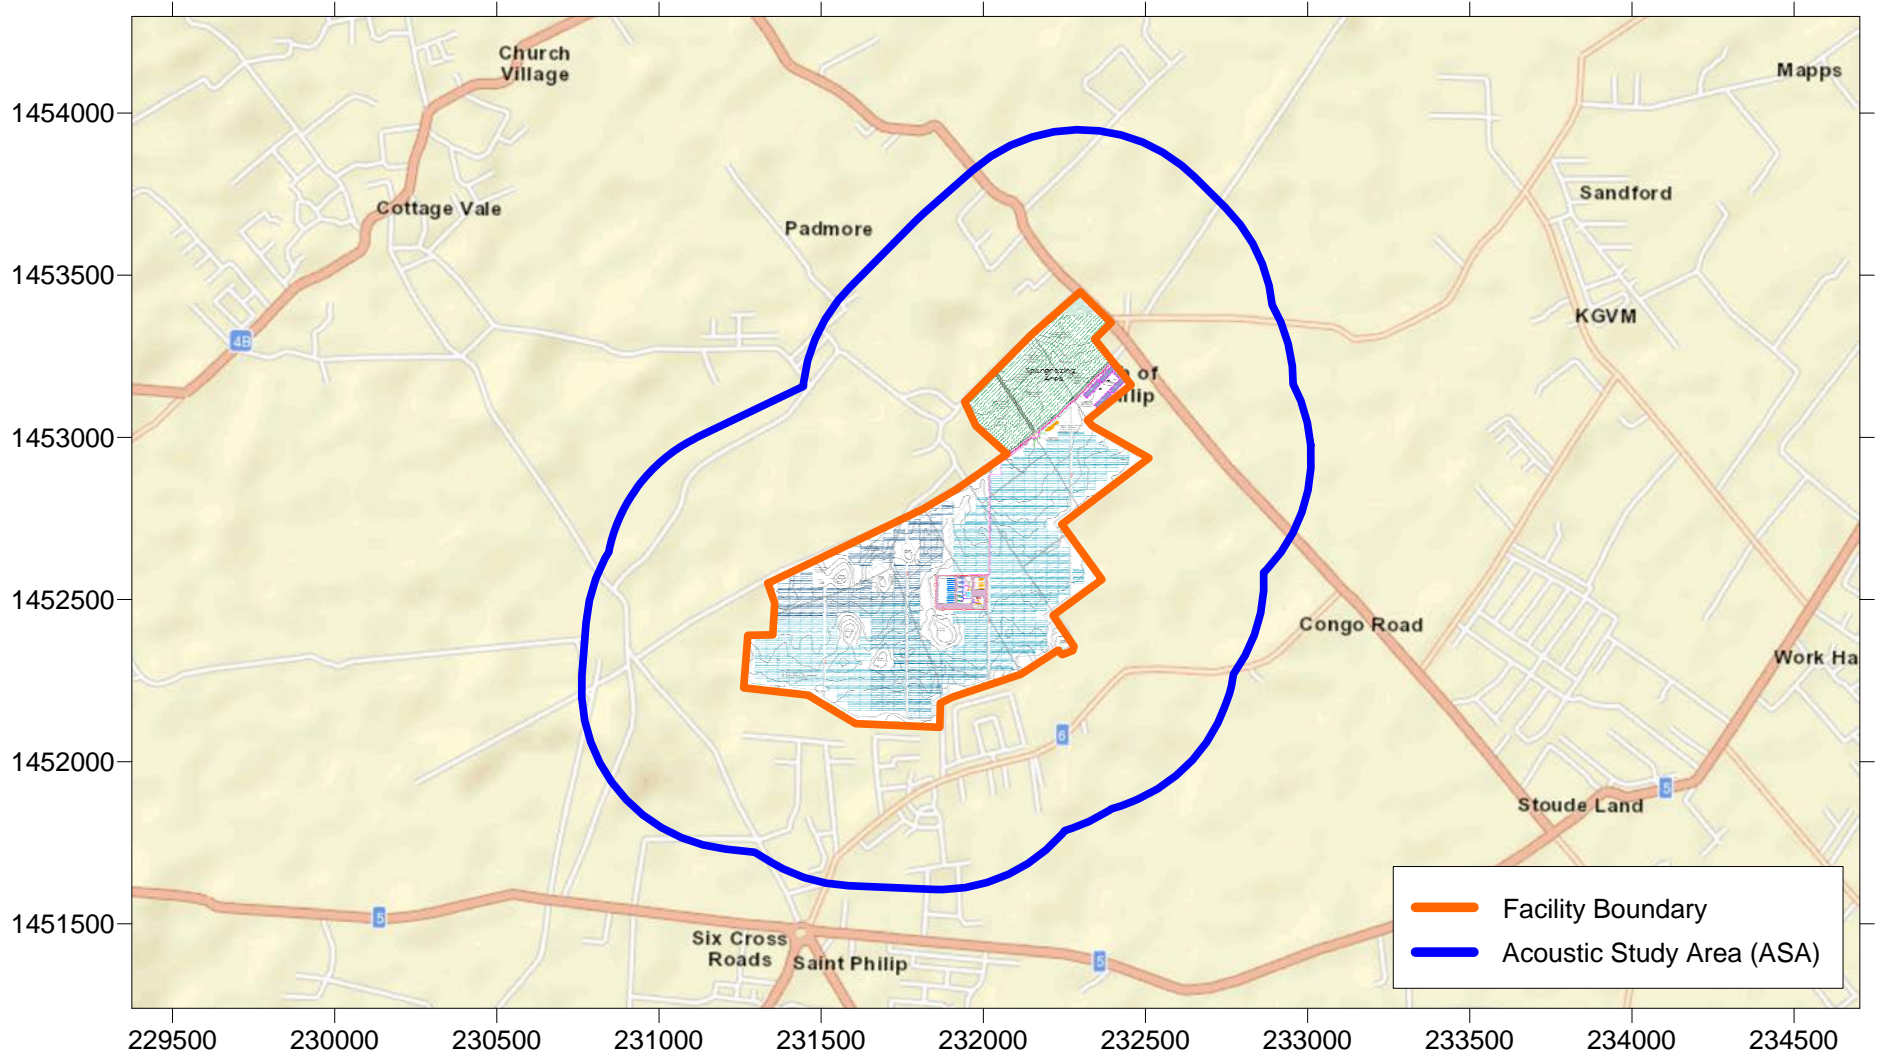 Church
Village
Mapps
1454000
Sandford
Cottage Vale
Padmore
1453500
KGVM
4B
of
1453000
1452500
Congo Road
Work Ha
6
1452000
5
Stoude Land
Facility Boundary
Acoustic Study Area (ASA)
1451500
5
Six Cross
Roads
Saint Philip
5
229500 230000 230500 231000 231500 232000 232500 233000 233500 234000 234500